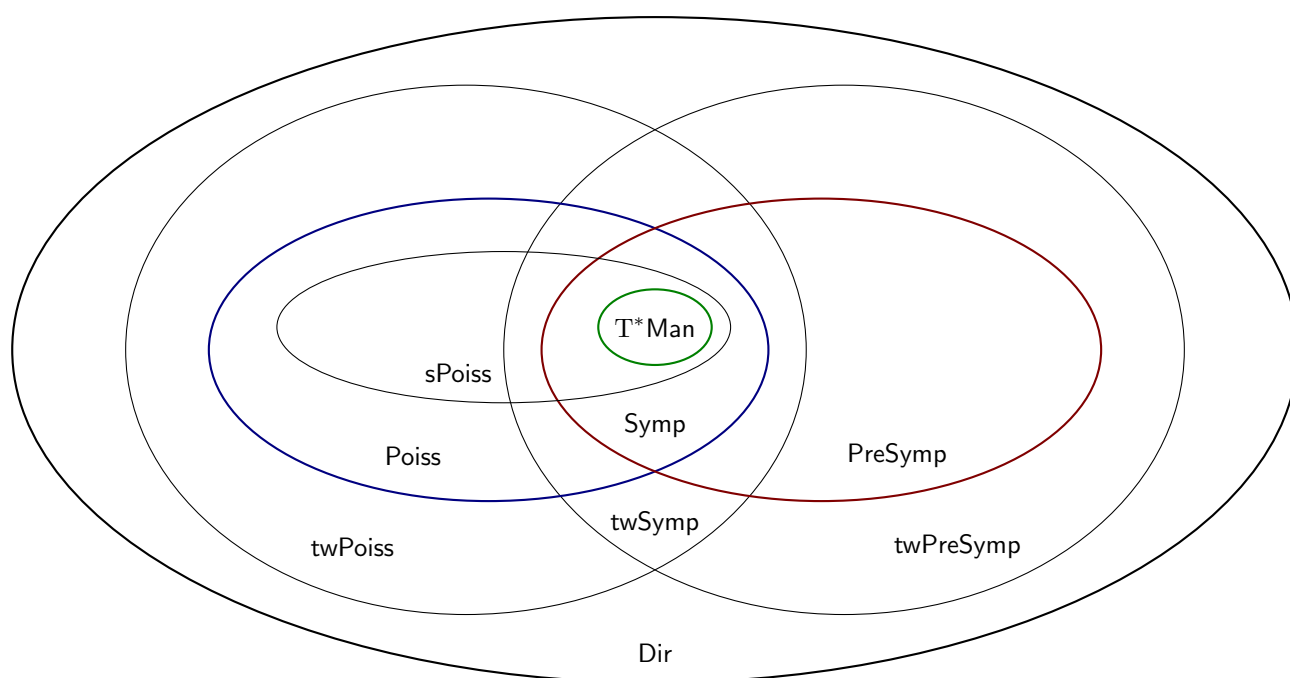 T*Man
sPoiss
Symp
Poiss
PreSymp
twSymp
twPoiss
twPreSymp
Dir